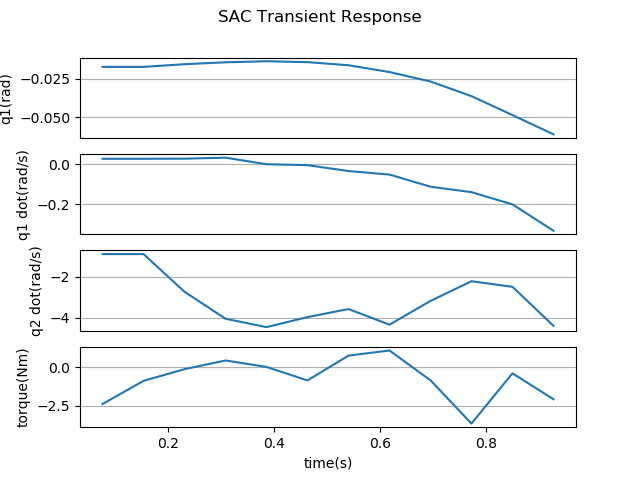 SAC Transient Response
q1(rad)
−0.025
−0.050
q1 dot(rad/s)
0.0
−0.2
q2 dot(rad/s)
−2
−4
torque(Nm)
0.0
−2.5
0.2 0.4 0.6 0.8
time(s)